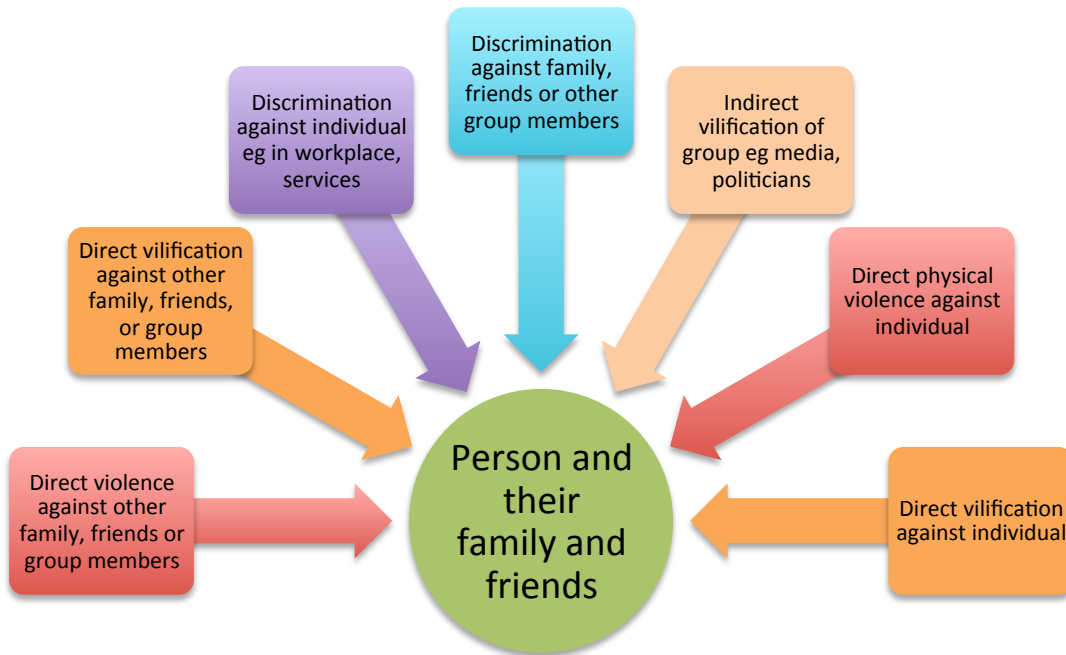 Discrimination
against family,
friends or other
group members
Discrimination
against individual
eg in workplace,
services
Indirect
vilification of
group eg media,
politicians
Direct vilification
against other
family, friends,
or group
members
Direct physical
violence against
individual
Direct violence
against other
family, friends or
group members
Person and
their
family and
friends
Direct vilification
against individual